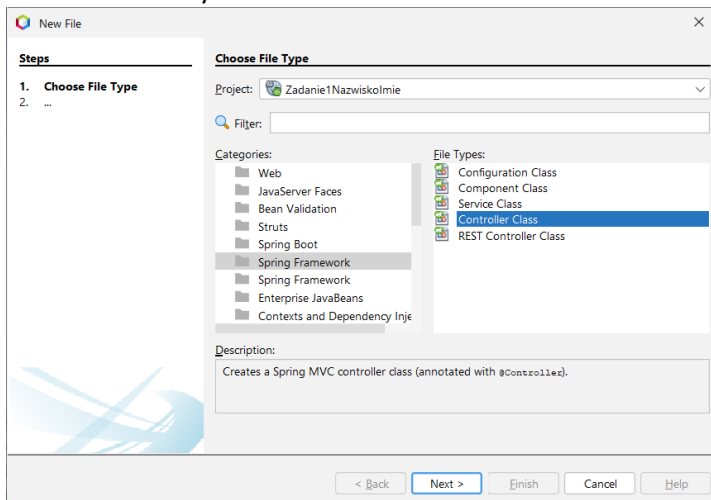 New File
Steps
1. Choose File Type
2. ...
Choose File Type
Project: Zadanie1NazwiskoImie
Filter:
Categories:
Web
JavaServer Faces
Bean Validation
Struts
Spring Boot
Spring Framework
Spring Framework
Enterprise JavaBeans
Contexts and Dependency Inje
File Types:
Configuration Class
Component Class
Service Class
Controller Class
REST Controller Class
Description:
Creates a Spring MVC controller class (annotated with @Controller).
< Back
Next >
Finish
Cancel
Help